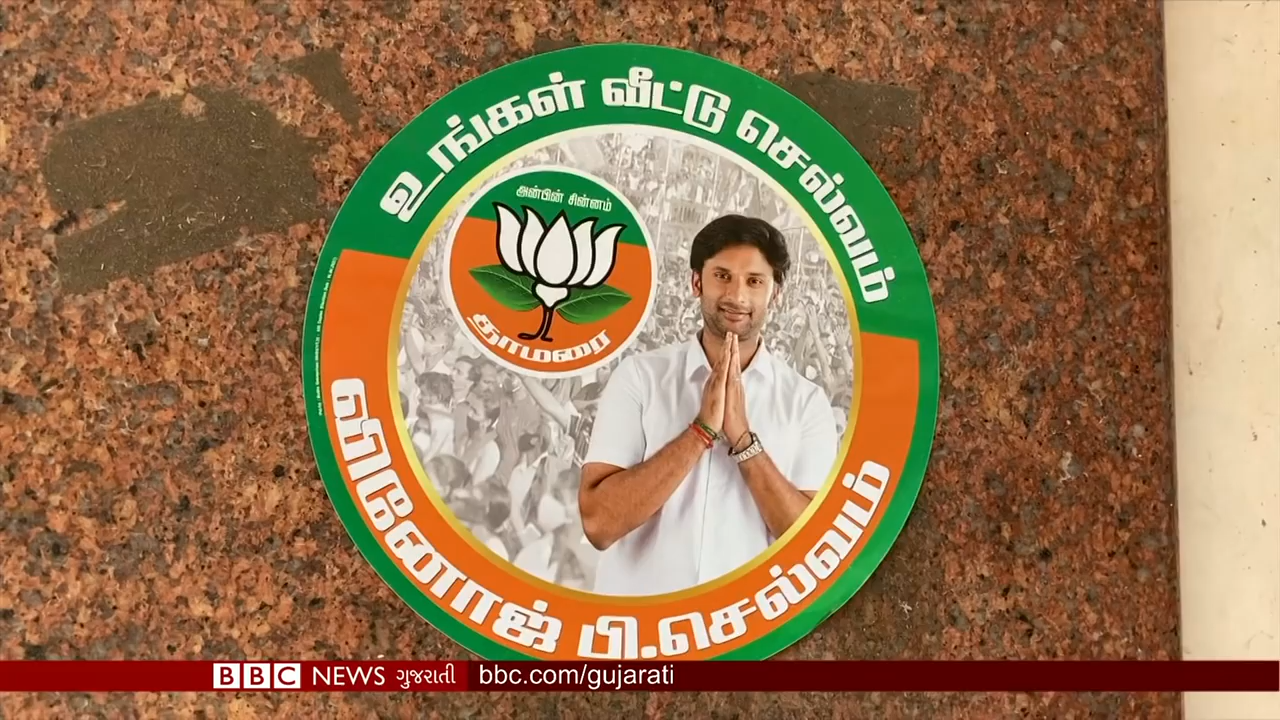 உங்கள் வீட்டு செல்வம்
அன்பின் சின்னம்
தாமரை
வினோஜ் பி.செல்வம்
BBC NEWS ગુજરાતી bbc.com/gujarati